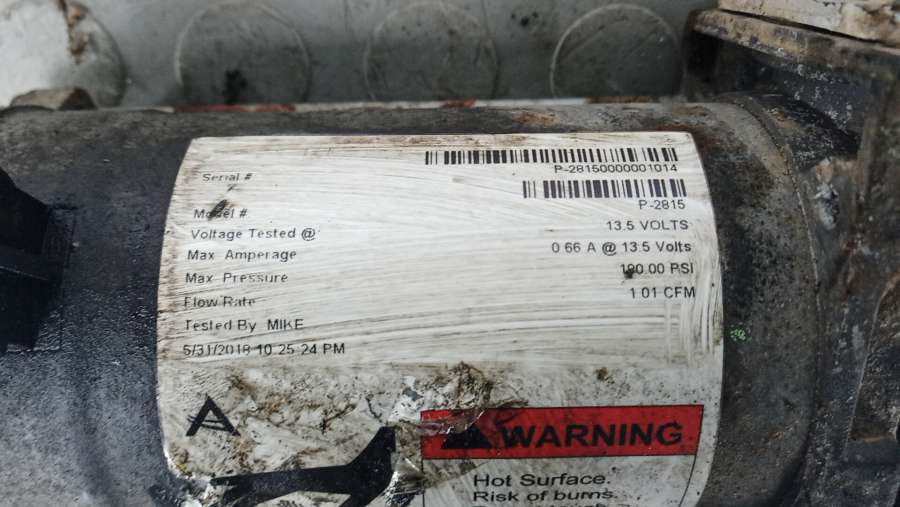 Serial #
P-28150000001014
Model #
P-2815
Voltage Tested @ 13.5 VOLTS
Max Amperage 0 66 A @ 13.5 Volts
Max Pressure 190.00 PSI
Flow Rate 1 01 CFM
Tested By MIKE
5/31/2018 10 25 24 PM
A
WARNING
Hot Surface.
Risk of burns.